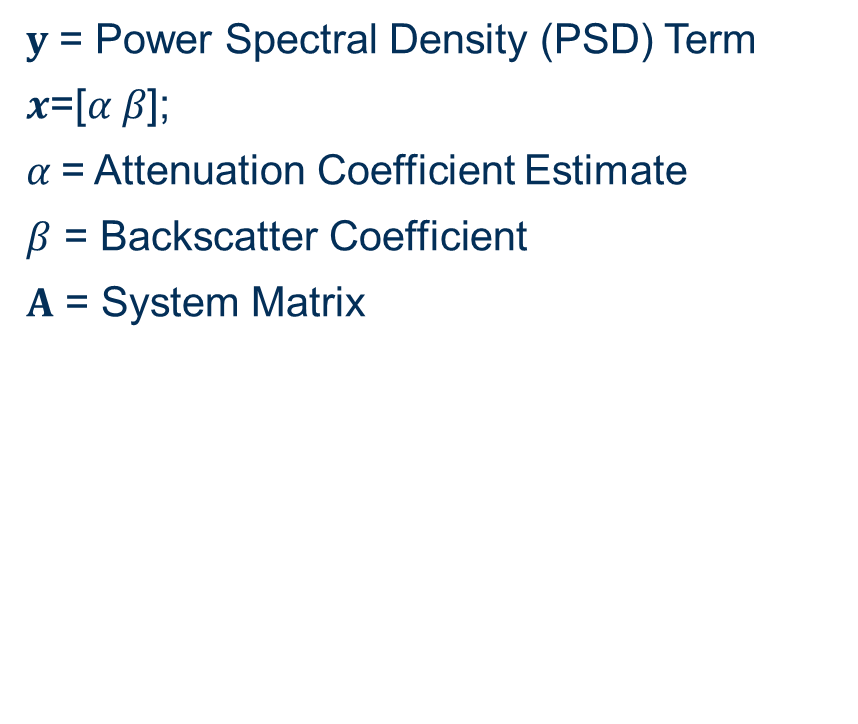 y = Power Spectral Density (PSD) Term
x=[α β];
α = Attenuation Coefficient Estimate
β = Backscatter Coefficient
A = System Matrix